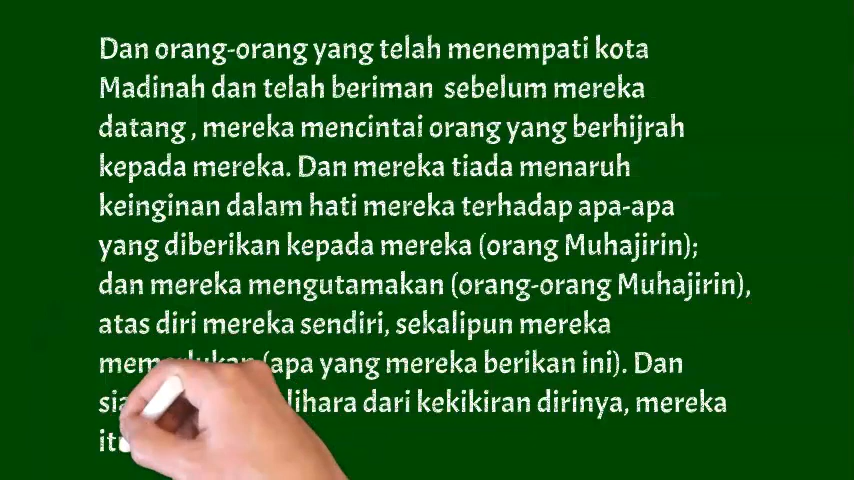 Dan orang-orang yang telah menempati kota
Madinah dan telah beriman sebelum mereka
datang , mereka mencintai orang yang berhijrah
kepada mereka. Dan mereka tiada menaruh
keinginan dalam hati mereka terhadap apa-apa
yang diberikan kepada mereka (orang Muhajirin);
dan mereka mengutamakan (orang-orang Muhajirin),
atas diri mereka sendiri, sekalipun mereka
(apa yang mereka berikan ini). Dan
dari kekikiran dirinya, mereka